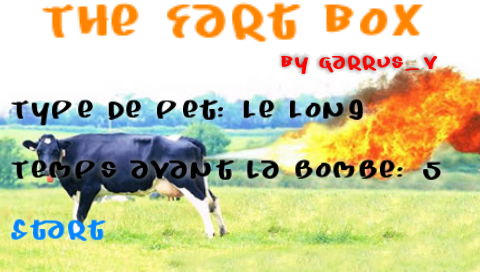 THE FART BOX
By GARRUS_V
Type de pet: Le long
Temps avant la bombe: 5
Start